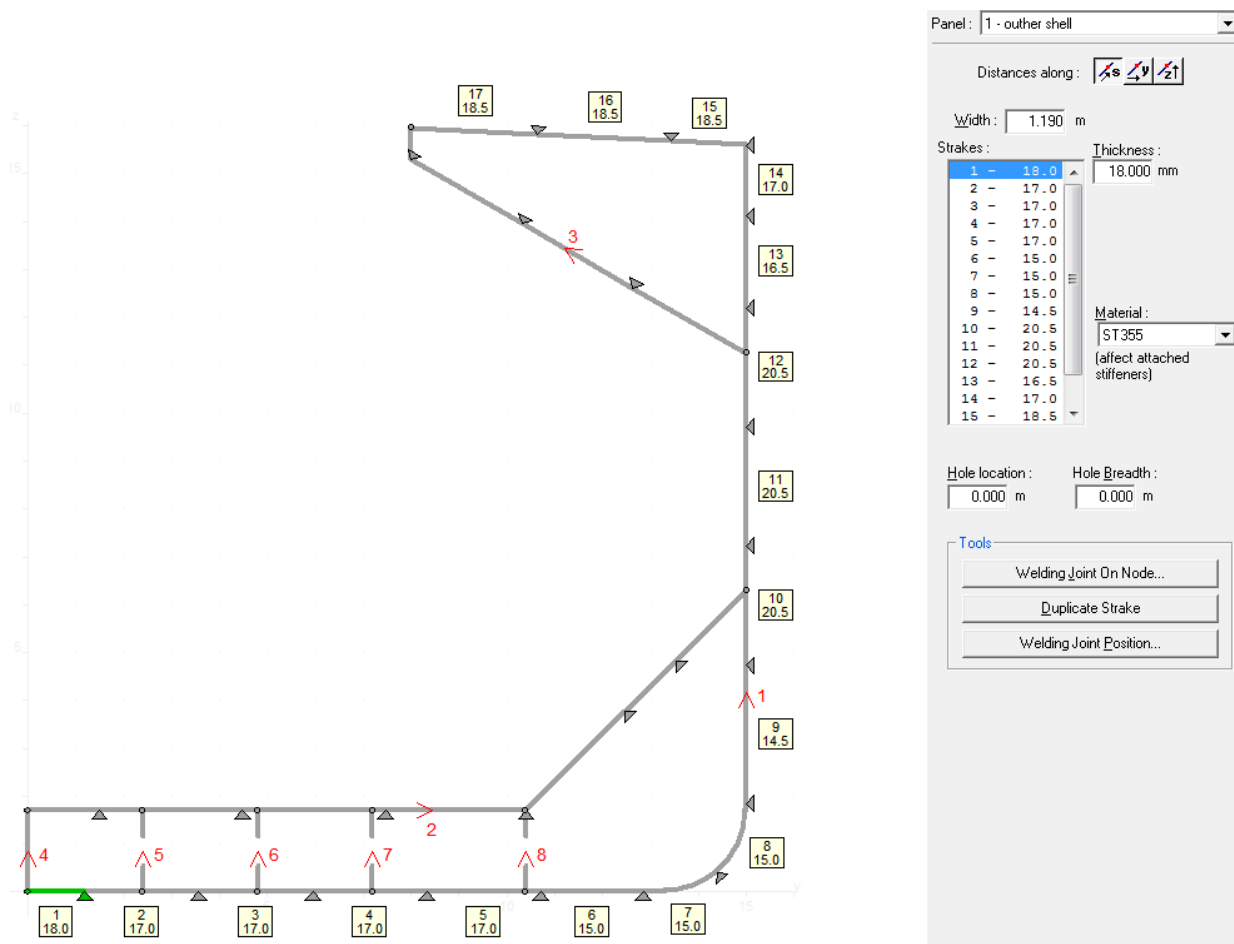 Panel : 1 - outher shell
Distances along : s y z
Width : 1.190 m
Strakes :
Thickness :
18.000 mm
1 - 18.0
2 - 17.0
3 - 17.0
4 - 17.0
5 - 17.0
6 - 15.0
7 - 15.0
8 - 15.0
9 - 14.5
10 - 20.5
11 - 20.5
12 - 20.5
13 - 16.5
14 - 17.0
15 - 18.5
Material :
ST355
(affect attached
stiffeners)
Hole location :
0.000 m
Hole Breadth :
0.000 m
Tools
Welding Joint On Node...
Duplicate Strake
Welding Joint Position...
17
18.5
16
18.5
15
18.5
z
15
14
17.0
3
13
16.5
12
20.5
10
11
20.5
10
20.5
5
1
9
14.5
2
4
5
6
7
8
8
15.0
y
10
15
1
18.0
2
17.0
3
17.0
4
17.0
5
17.0
6
15.0
7
15.0